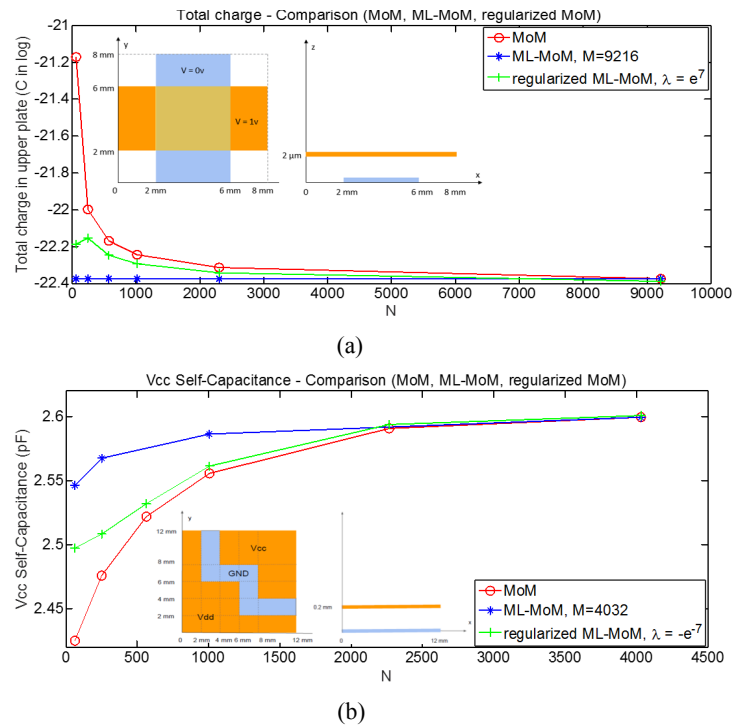 Total charge - Comparison (MoM, ML-MoM, regularized MoM)
Total charge in upper plate (C in log)
-21
-21.2
-21.4
-21.6
-21.8
-22
-22.2
-22.4
y
8 mm
6 mm
2 mm
V = 0v
V = 1v
0 2 mm 6 mm 8 mm
z
2 μm
x
0 2 mm 6 mm 8 mm
MoM
ML-MoM, M=9216
regularized ML-MoM, λ = e⁷
0 1000 2000 3000 4000 5000 6000 7000 8000 9000 10000
N
(a)
Vcc Self-Capacitance - Comparison (MoM, ML-MoM, regularized MoM)
Vcc Self-Capacitance (pF)
2.6
2.55
2.5
2.45
y
12 mm
8 mm
6 mm
4 mm
2 mm
Vcc
GND
Vdd
0 2 mm 4 mm 6 mm 8 mm 12 mm
0.2 mm
x
0 12 mm
MoM
ML-MoM, M=4032
regularized ML-MoM, λ = -e⁻⁷
0 500 1000 1500 2000 2500 3000 3500 4000 4500
N
(b)